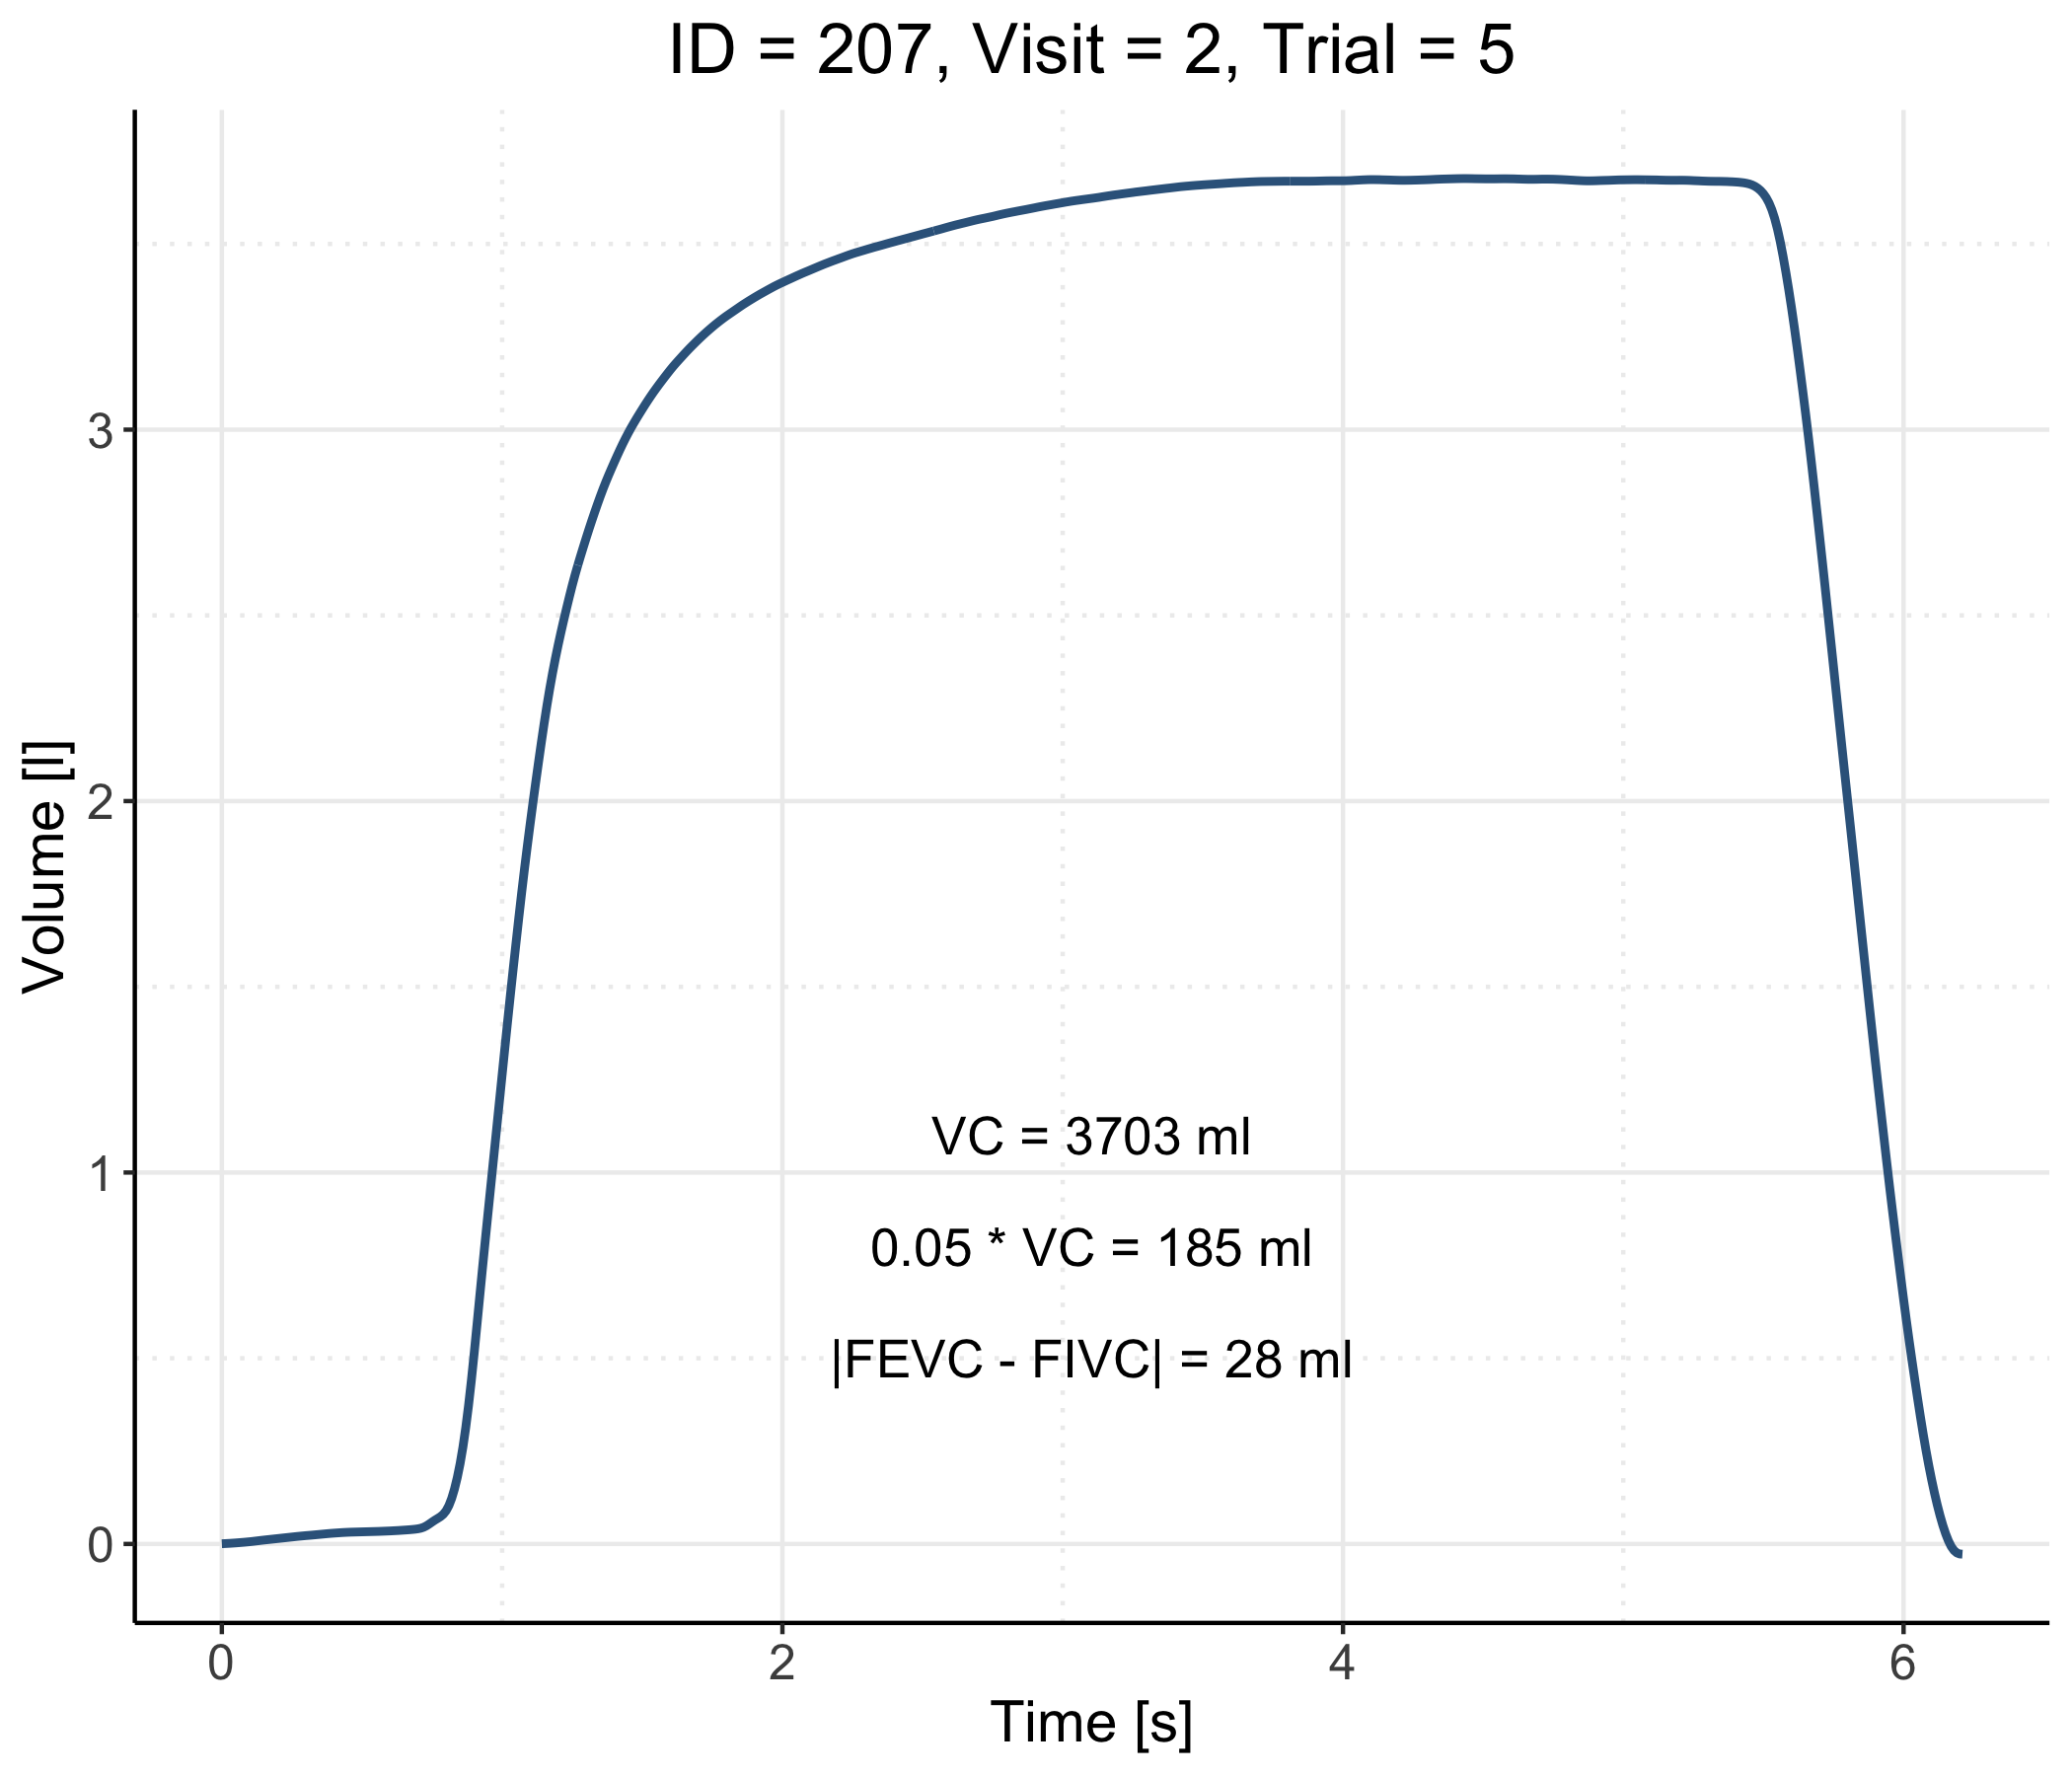 ID = 207, Visit = 2, Trial = 5
Volume [l]
3
2
1
0
VC = 3703 ml
0.05 * VC = 185 ml
|FEVC - FIVC| = 28 ml
0 2 4 6
Time [s]